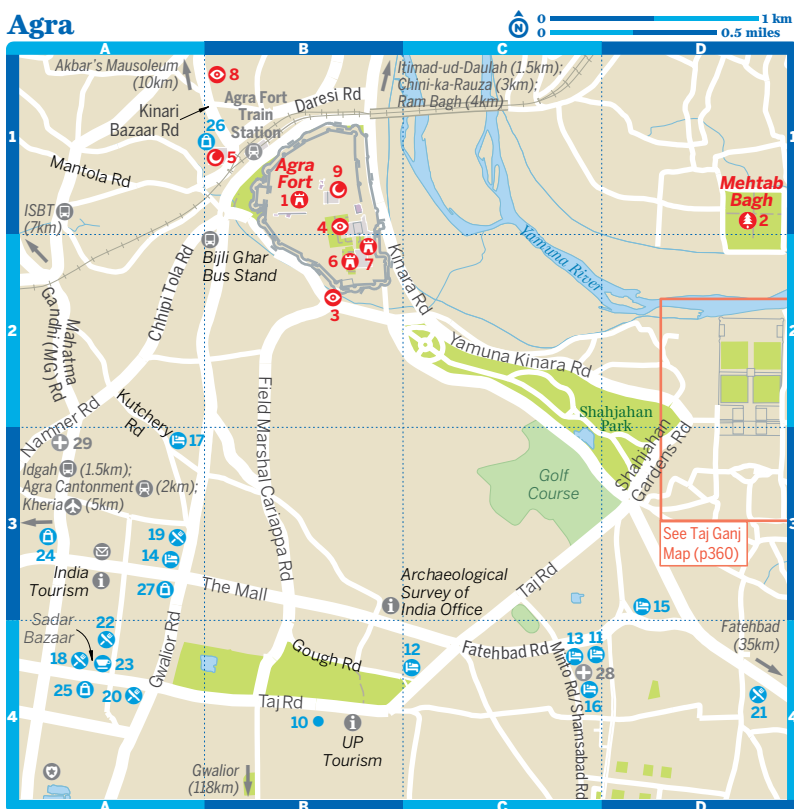 Agra
N
0 1 km
0 0.5 miles
A B C D
Akbar's Mausoleum
(10km)
8
Itimad-ud-Daulah (1.5km);
Chini-ka-Rauza (3km);
Ram Bagh (4km)
Kinari
Bazaar Rd
Agra Fort
Train
Station
Daresi Rd
26
5
1
1
Mantola Rd
Agra
Fort
1
9
Mehtab
Bagh
2
ISBT
(7km)
4
6
7
Bijli Ghar
Bus Stand
Kinara Rd
Yamuna River
Chhipi Tola Rd
3
Mahatma
Gandhi (MG) Rd
2
2
Yamuna Kinara Rd
Namner Rd
Kutchery
Rd
17
Field Marshal Cariappa Rd
Shahjahan
Park
Shahjahan
Gardens Rd
29
Idgah (1.5km);
Agra Cantonment (2km);
Kheria (5km)
Golf
Course
3
3
24
19
14
See Taj Ganj
Map (p360)
India
Tourism
27
The Mall
Archaeological
Survey of
India Office
Taj Rd
15
Sadar
Bazaar
22
Gwalior Rd
Fatehbad
(35km)
18
23
Gough Rd
12
Fatehbad Rd
13
11
28
25
20
Taj Rd
16
21
Minto Rd/Shamsabad Rd
4
4
10
UP
Tourism
Gwalior
(118km)
A B C D